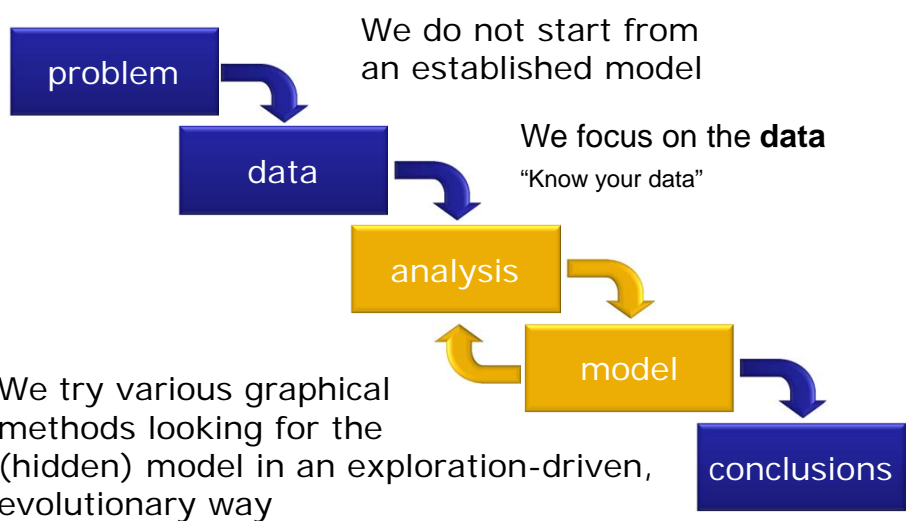 We do not start from
an established model
problem
We focus on the data
"Know your data"
data
analysis
model
We try various graphical
methods looking for the
(hidden) model in an exploration-driven,
evolutionary way
conclusions